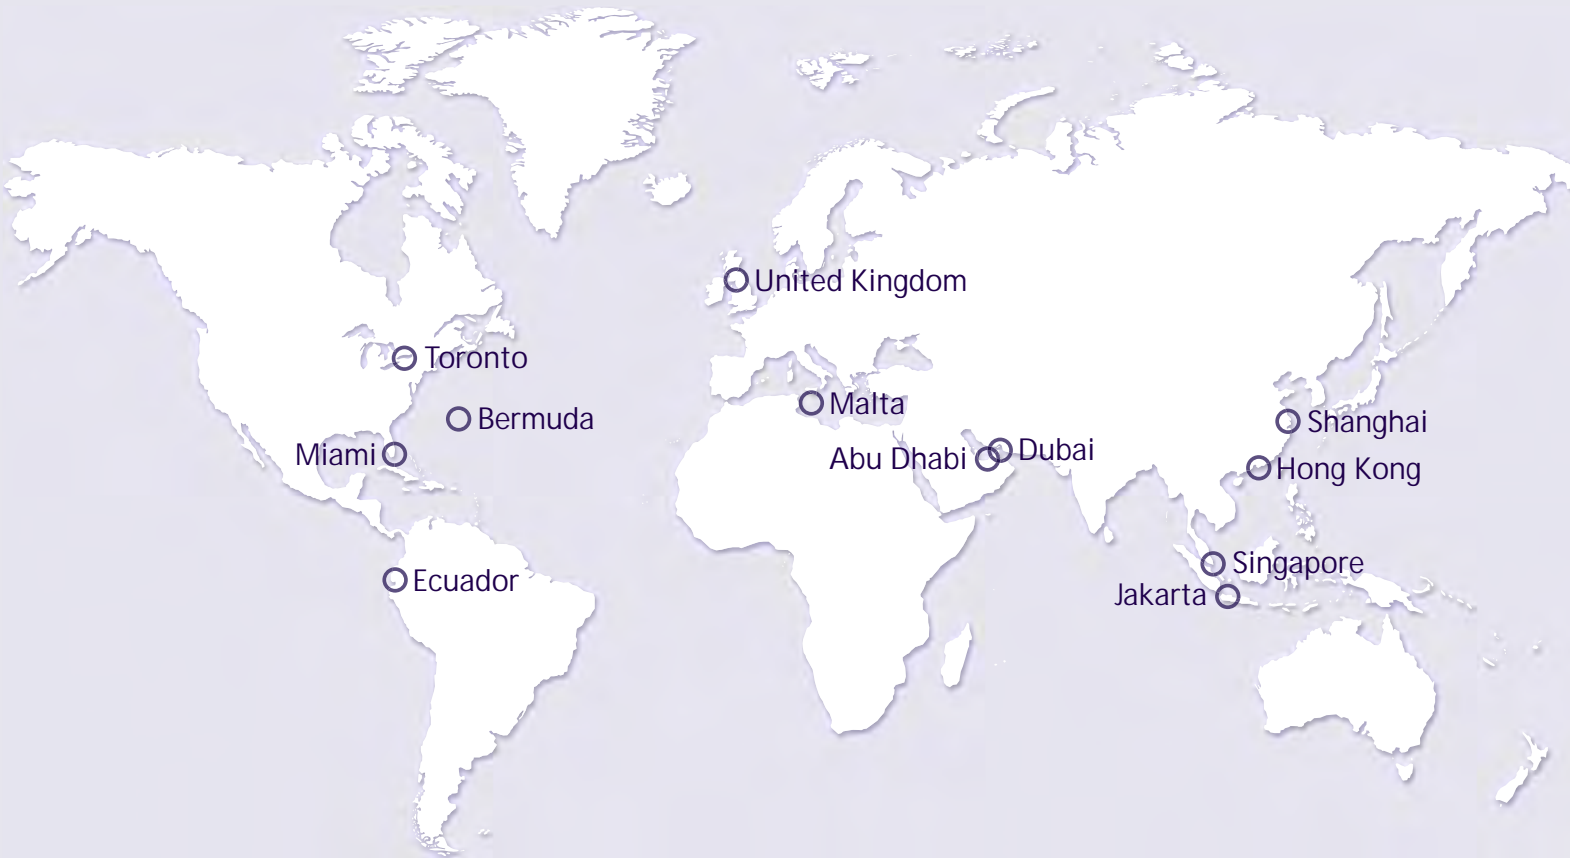 United Kingdom
Toronto
Malta
Bermuda
Shanghai
Miami
Abu Dhabi
Dubai
Hong Kong
Singapore
Ecuador
Jakarta